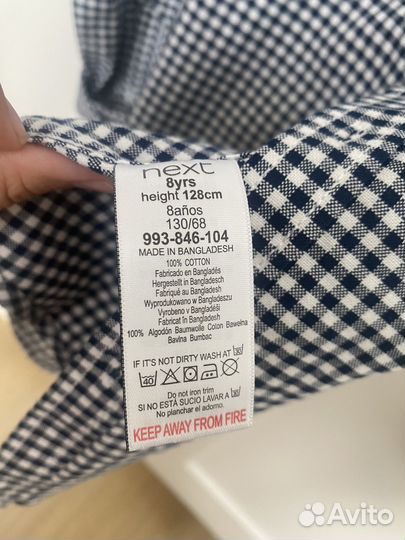 next
8yrs
height 128cm
8años
130/68
993-846-104
MADE IN BANGLADESH
100% COTTON
Fabricado en Bangladés
Hergestellt in Bangladesch
Fabriqué au Bangladesh
Wyprodukowano w Bangladeszu
Vyrobeno v Bangladéši
Fabricat în Bangladesh
100% Algodón Baumwolle Coton Bawełna
Bavlna Bumbac
IF IT'S NOT DIRTY WASH AT 30
40
Do not iron trim
SI NO ESTÁ SUCIO LAVAR A 30
No planchar el adorno.
KEEP AWAY FROM FIRE
Avito